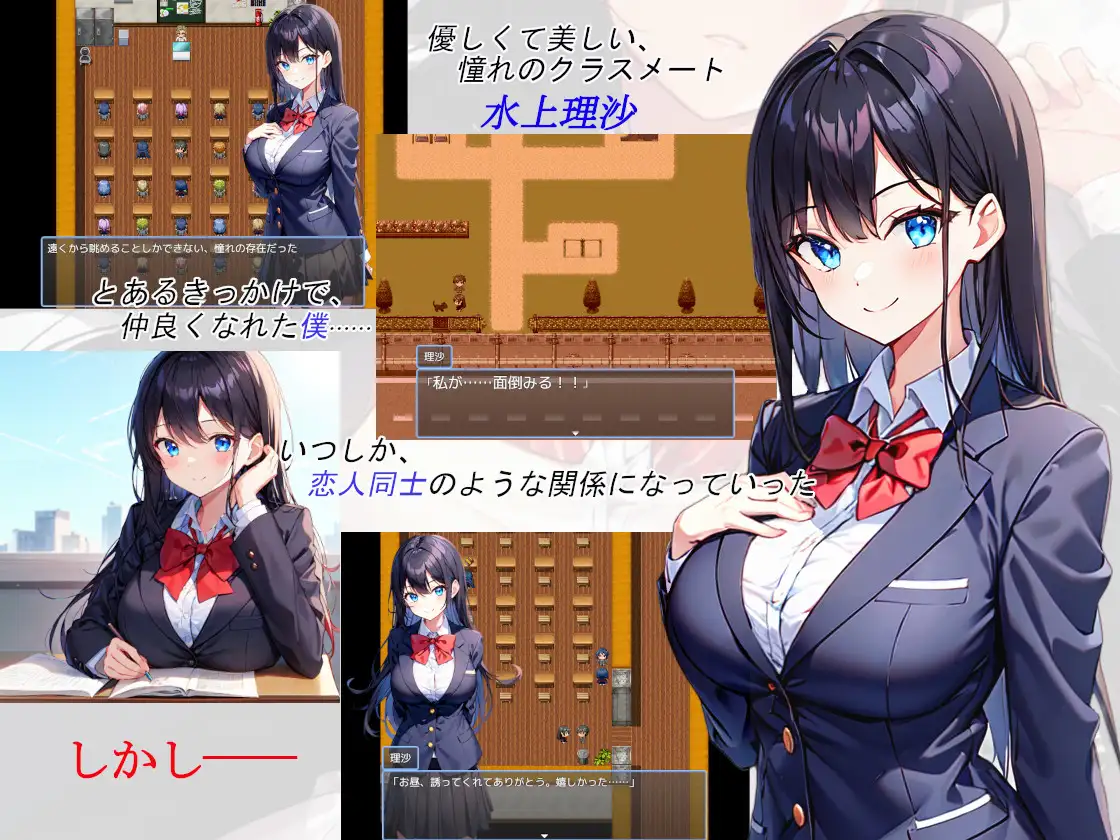 優しくて美しい、
憧れのクラスメート
水上理沙
遠くから眺めることしかできない、憧れの存在だった
とあるきっかけで、
仲良くなれた僕……
理沙
「私が……面倒みる！！」
いつしか、
恋人同士のような関係になっていった
理沙
「お昼、誘ってくれてありがとう。嬉しかった……」
しかし――